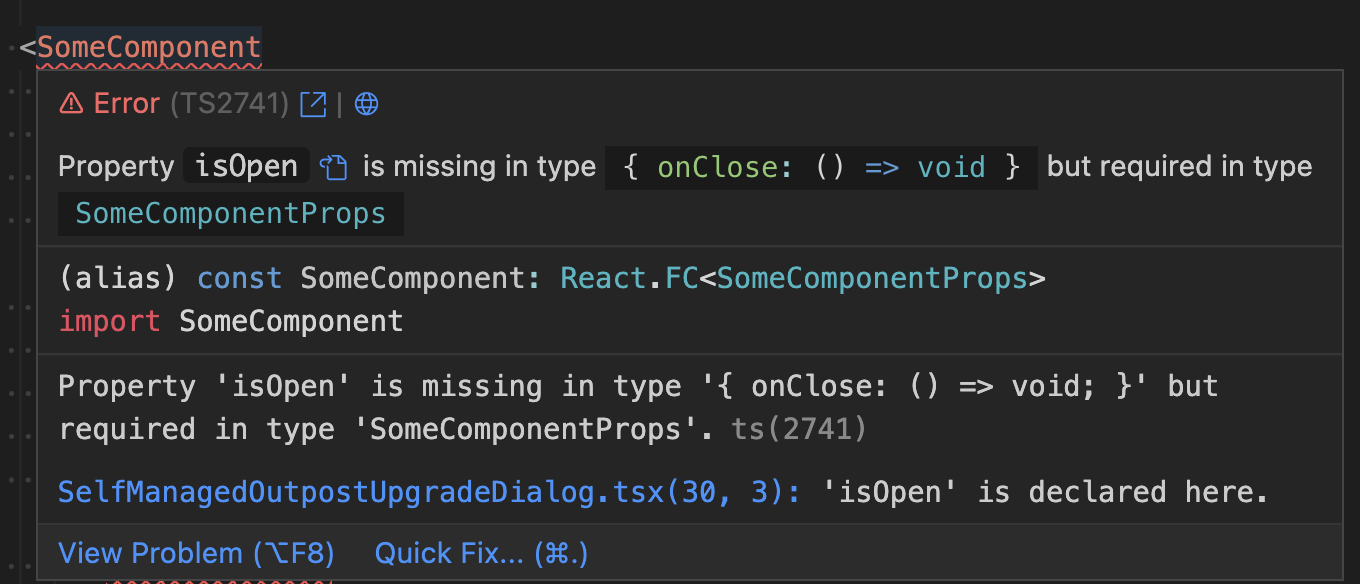 <SomeComponent
Error (TS2741) |
Property isOpen is missing in type { onClose: () => void } but required in type
SomeComponentProps
(alias) const SomeComponent: React.FC<SomeComponentProps>
import SomeComponent
Property 'isOpen' is missing in type '{ onClose: () => void; }' but
required in type 'SomeComponentProps'. ts(2741)
SelfManagedOutpostUpgradeDialog.tsx(30, 3): 'isOpen' is declared here.
View Problem (⌥F8) Quick Fix... (⌘.)